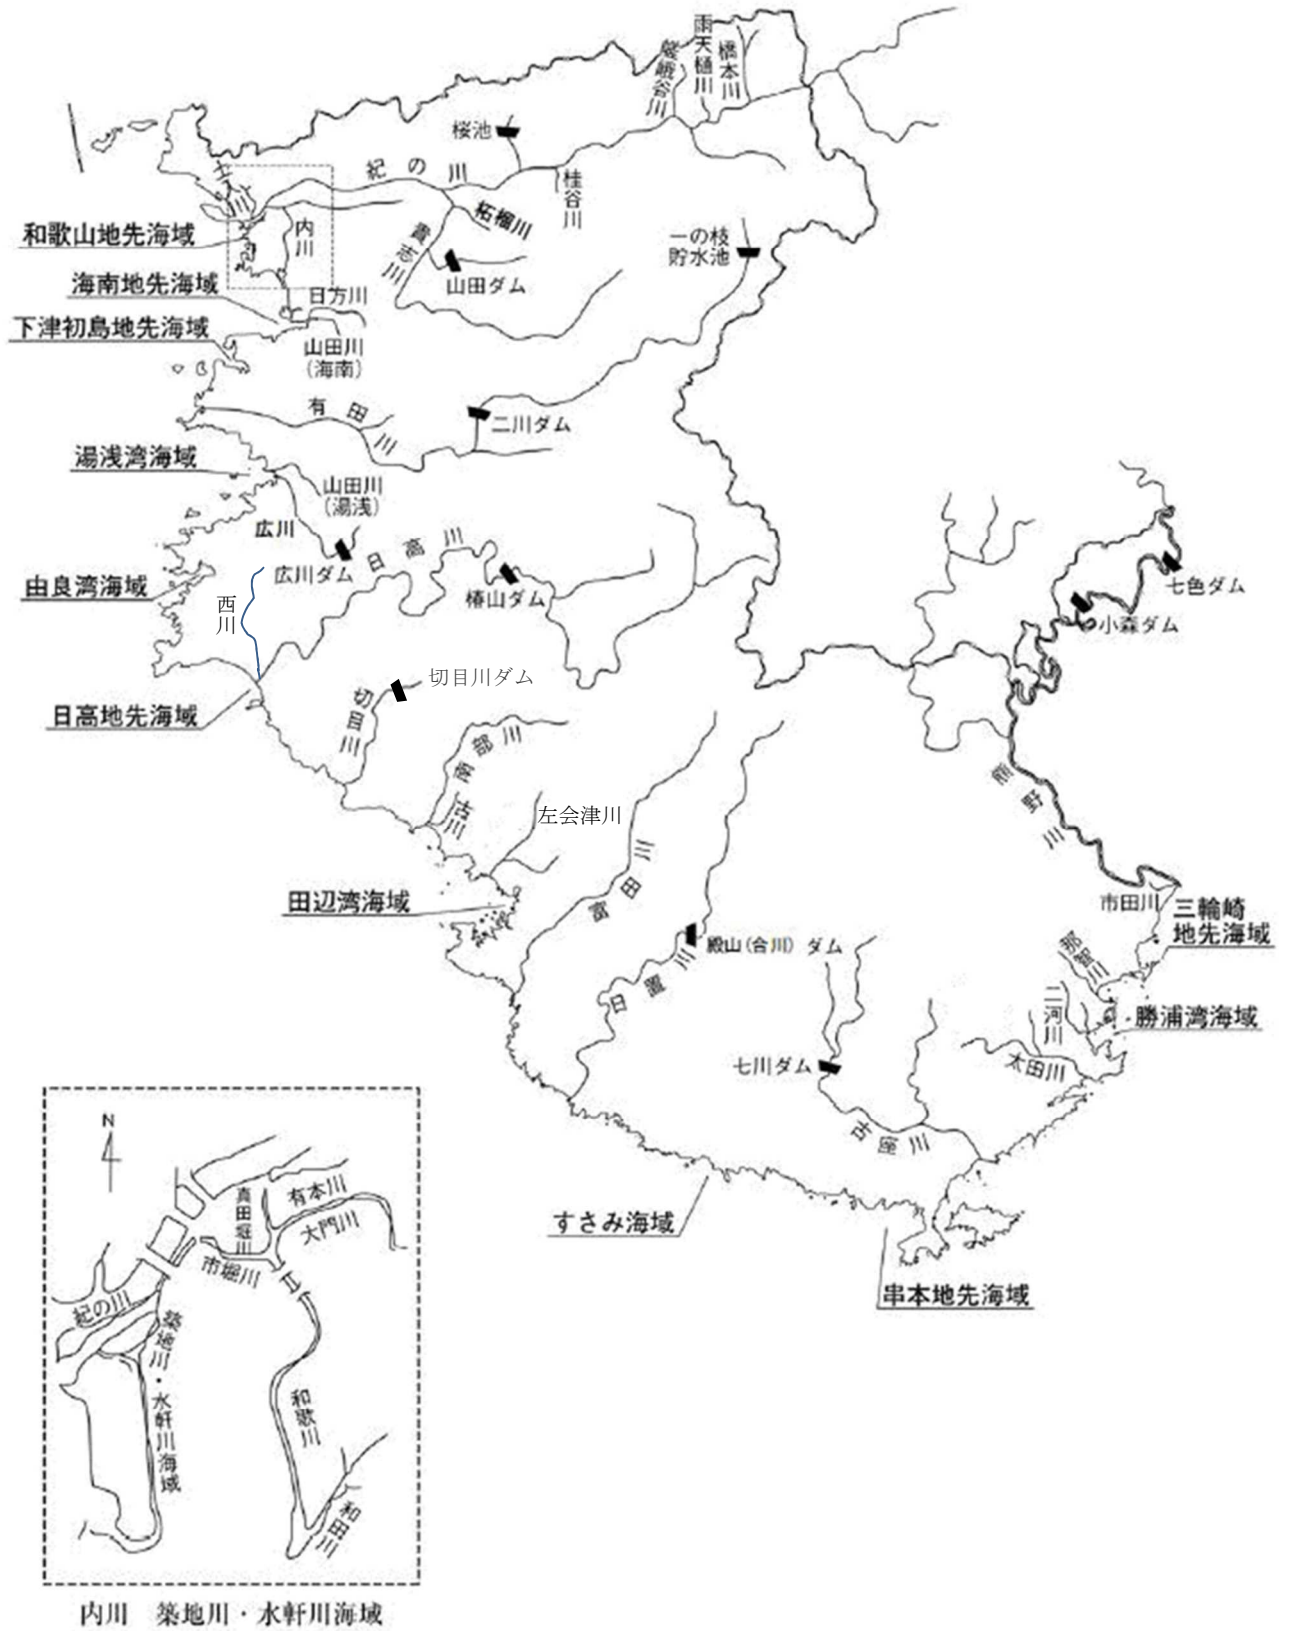 雨天樋川
橋本川
嵯峨谷川
桜池
紀の川
桂谷川
土入川
柘榴川
貴志川
内川
和歌山地先海域
一の枝
貯水池
山田ダム
海南地先海域
日方川
下津初島地先海域
山田川
(海南)
有田川
二川ダム
湯浅湾海域
山田川
(湯浅)
広川
日高川
広川ダム
椿山ダム
由良湾海域
西川
七色ダム
小森ダム
切目川ダム
切目川
日高地先海域
南部川
古川
左会津川
熊野川
富田川
田辺湾海域
市田川
三輪崎
地先海域
殿山(合川) ダム
日置川
那智川
二河川
勝浦湾海域
太田川
七川ダム
古座川
すさみ海域
串本地先海域
N
真田堀川
有本川
大門川
市堀川
紀の川
築地川・水軒川海域
和歌川
和田川
内川 築地川・水軒川海域